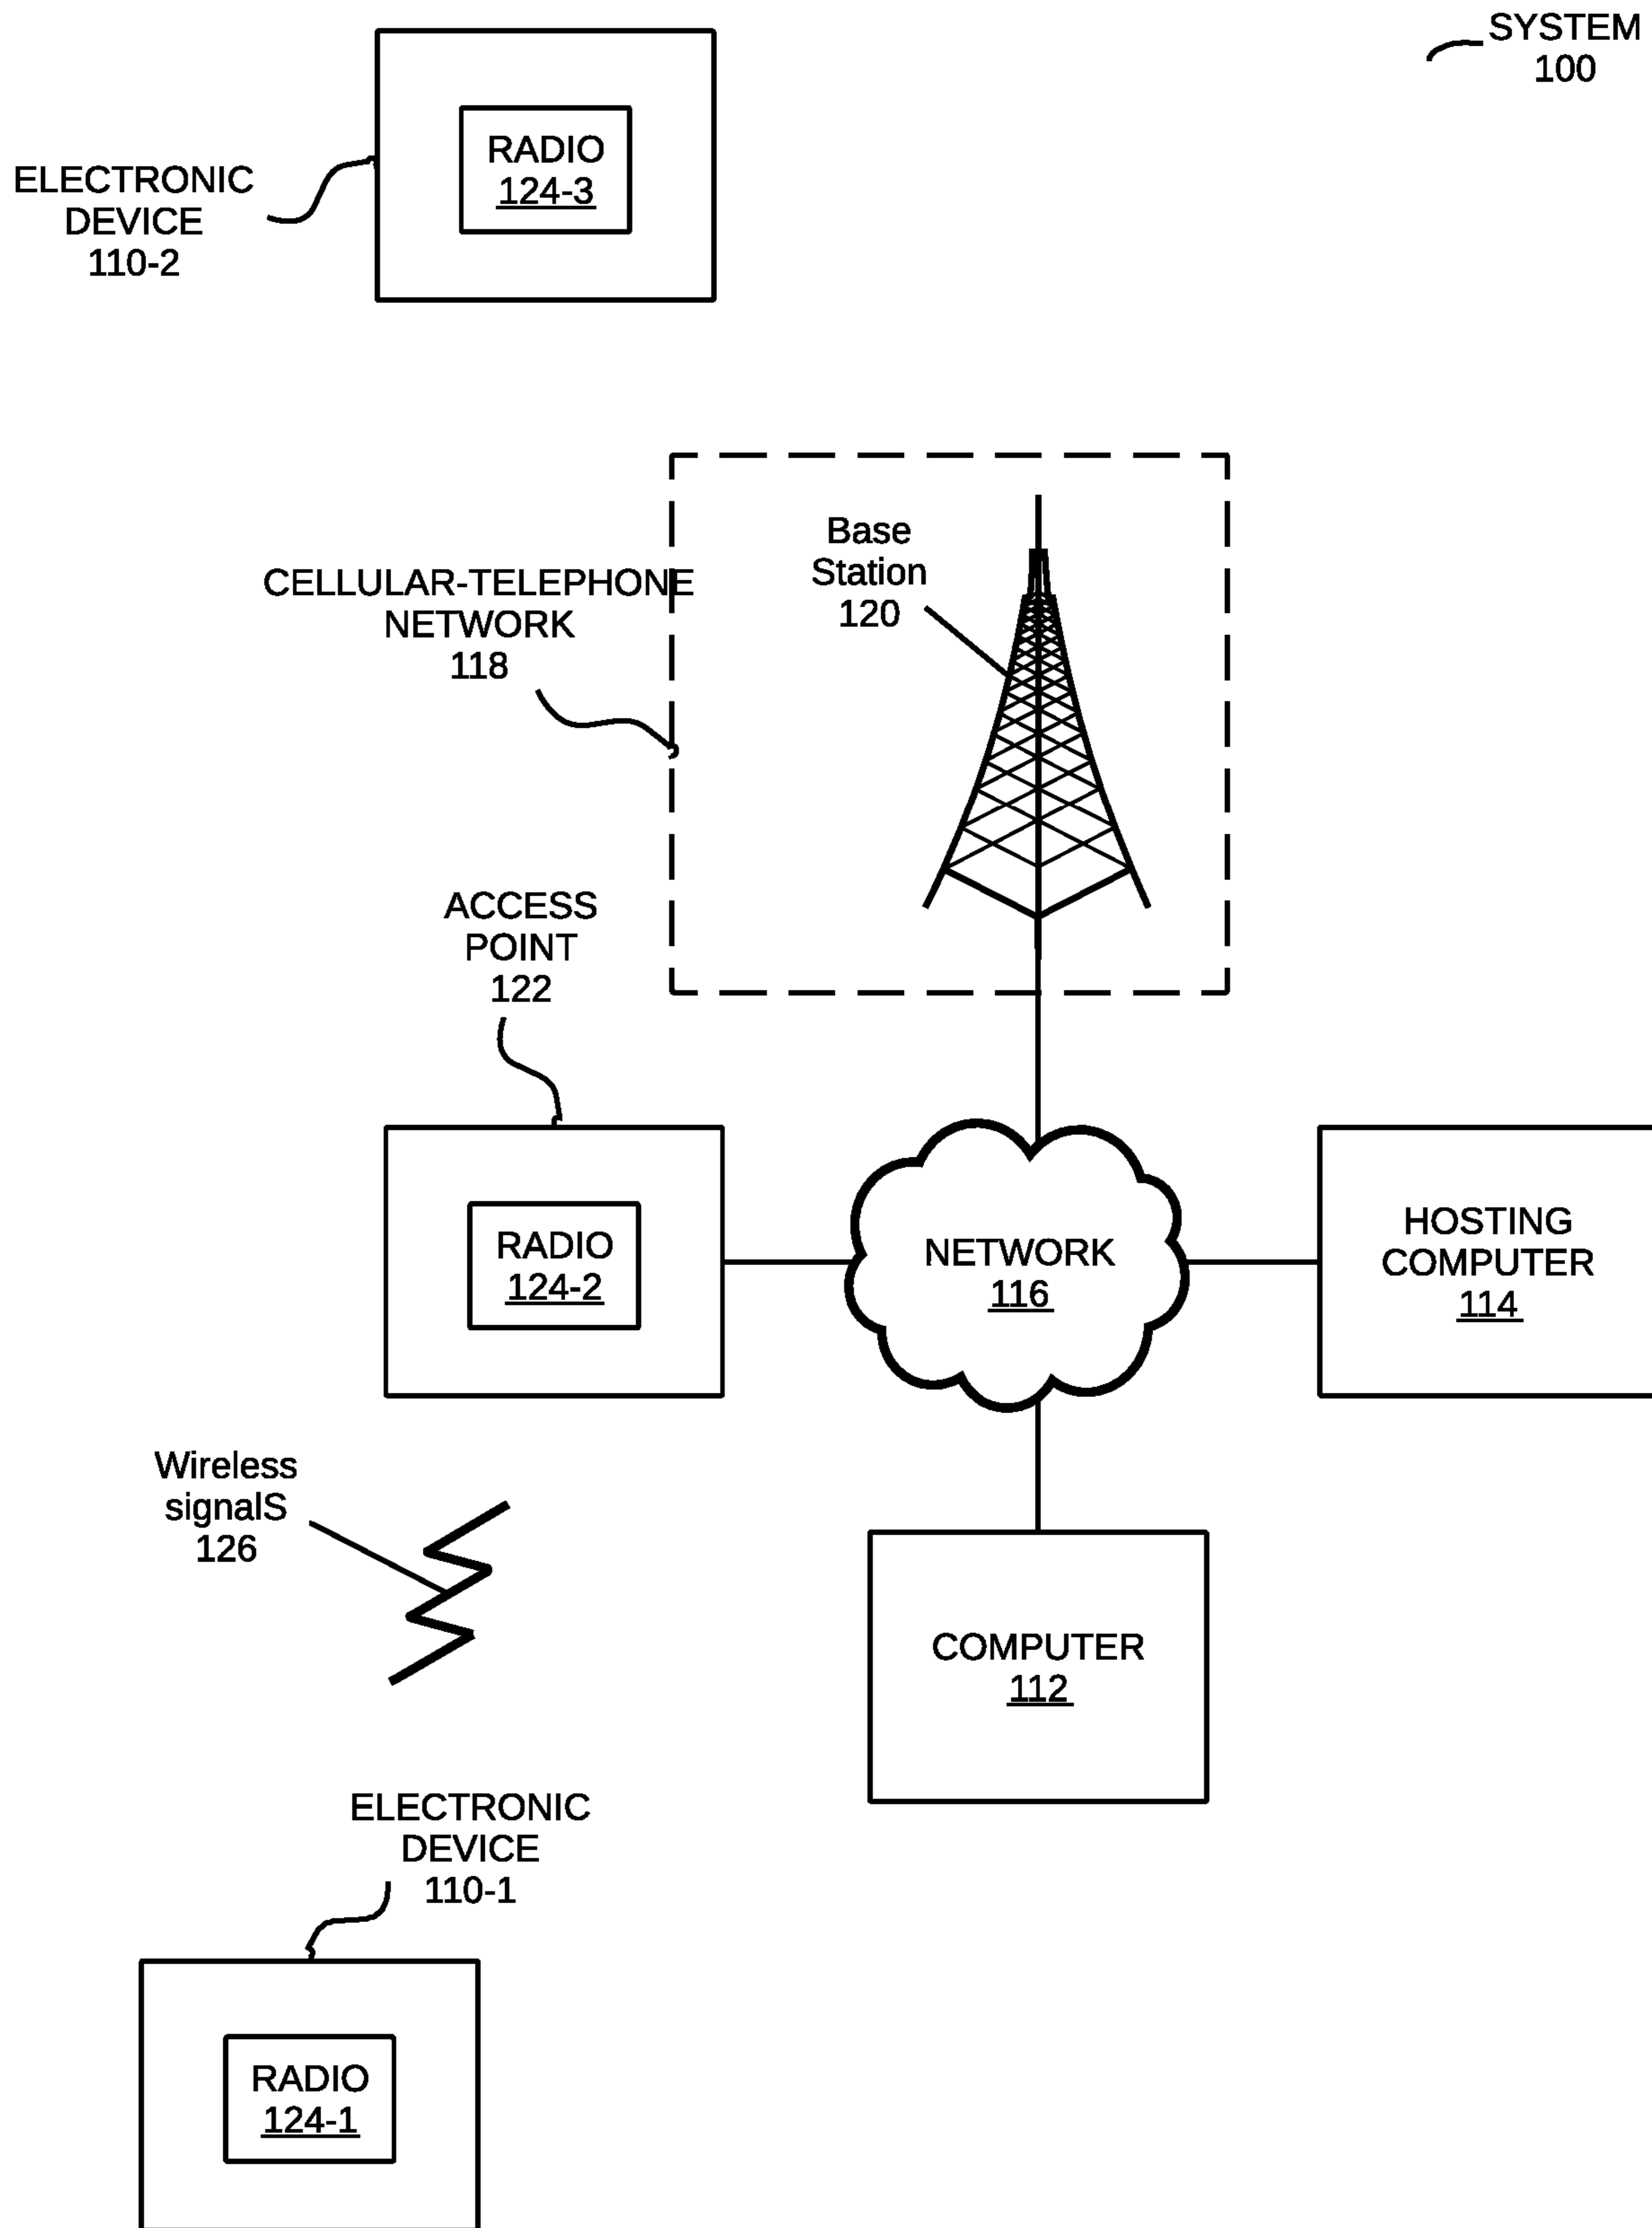 SYSTEM
100
RADIO
124-3
ELECTRONIC
DEVICE
110-2
Base
Station
120
CELLULAR-TELEPHONE
NETWORK
118
ACCESS
POINT
122
RADIO
124-2
NETWORK
116
HOSTING
COMPUTER
114
Wireless
signalS
126
COMPUTER
112
ELECTRONIC
DEVICE
110-1
RADIO
124-1